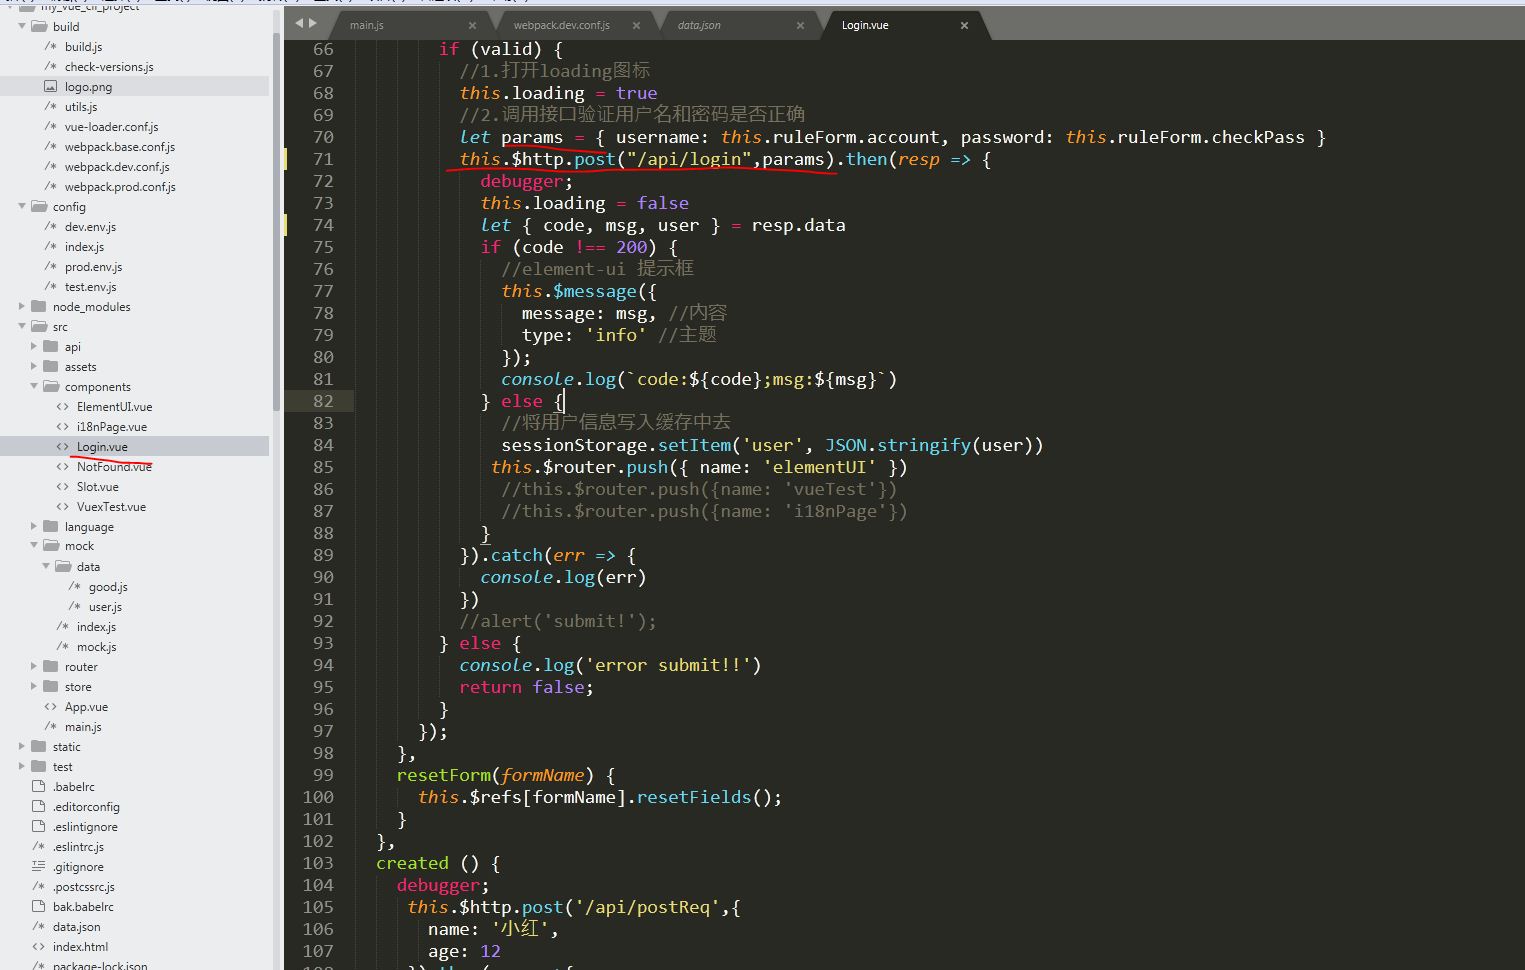 my_vue_cli_project
build
/* build.js
/* check-versions.js
logo.png
/* utils.js
/* vue-loader.conf.js
/* webpack.base.conf.js
/* webpack.dev.conf.js
/* webpack.prod.conf.js
config
/* dev.env.js
/* index.js
/* prod.env.js
/* test.env.js
node_modules
src
api
assets
components
<> ElementUI.vue
<> i18nPage.vue
<> Login.vue
<> NotFound.vue
<> Slot.vue
<> VuexTest.vue
language
mock
data
/* good.js
/* user.js
/* index.js
/* mock.js
router
store
<> App.vue
/* main.js
static
test
.babelrc
.editorconfig
.eslintignore
/* .eslintrc.js
.gitignore
/* .postcssrc.js
bak.babelrc
/* data.json
<> index.html
/* package-lock.json
main.js × webpack.dev.conf.js × data.json × Login.vue ×
66 if (valid) {
67 //1.打开loading图标
68 this.loading = true
69 //2.调用接口验证用户名和密码是否正确
70 let params = { username: this.ruleForm.account, password: this.ruleForm.checkPass }
71 this.$http.post("/api/login",params).then(resp => {
72 debugger;
73 this.loading = false
74 let { code, msg, user } = resp.data
75 if (code !== 200) {
76 //element-ui 提示框
77 this.$message({
78 message: msg, //内容
79 type: 'info' //主题
80 });
81 console.log(`code:${code};msg:${msg}`)
82 } else {
83 //将用户信息写入缓存中去
84 sessionStorage.setItem('user', JSON.stringify(user))
85 this.$router.push({ name: 'elementUI' })
86 //this.$router.push({name: 'vueTest'})
87 //this.$router.push({name: 'i18nPage'})
88 }
89 }).catch(err => {
90 console.log(err)
91 })
92 //alert('submit!');
93 } else {
94 console.log('error submit!!')
95 return false;
96 }
97 });
98 },
99 resetForm(formName) {
100 this.$refs[formName].resetFields();
101 }
102 },
103 created () {
104 debugger;
105 this.$http.post('/api/postReq',{
106 name: '小红',
107 age: 12